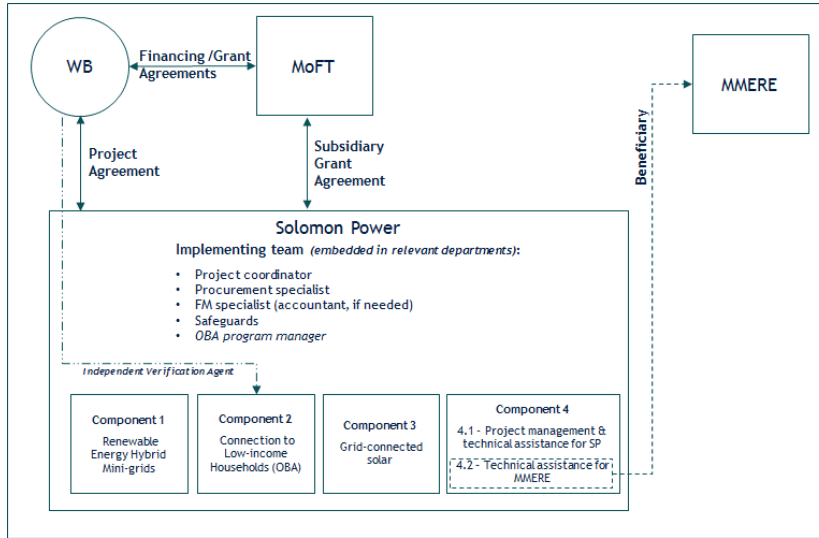 WB
Financing /Grant
Agreements
MoFT
MMERE
Project
Agreement
Subsidiary
Grant
Agreement
Beneficiary
Solomon Power
Implementing team (embedded in relevant departments):
• Project coordinator
• Procurement specialist
• FM specialist (accountant, if needed)
• Safeguards
• OBA program manager
Independent Verification Agent
Component 1
Renewable
Energy Hybrid
Mini-grids
Component 2
Connection to
Low-income
Households (OBA)
Component 3
Grid-connected
solar
Component 4
4.1 - Project management &
technical assistance for SP
4.2 - Technical assistance for
MMERE